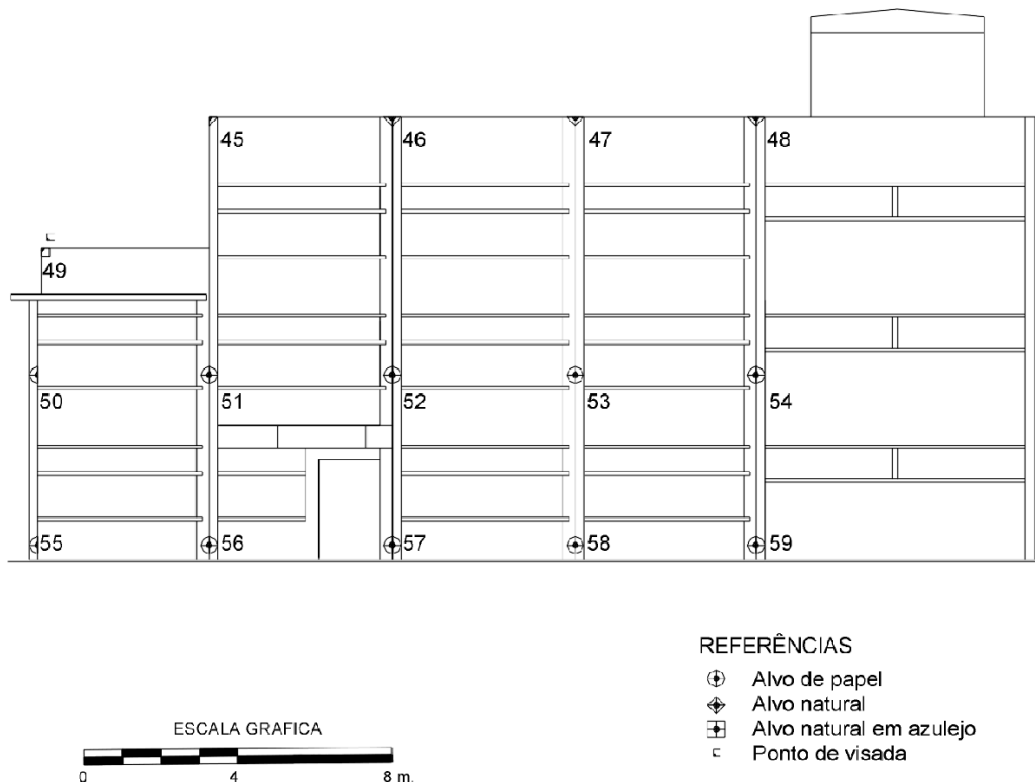 45 46 47 48
49
50 51 52 53 54
55 56 57 58 59
REFERÊNCIAS
Alvo de papel
Alvo natural
Alvo natural em azulejo
Ponto de visada
ESCALA GRAFICA
0 4 8 m.